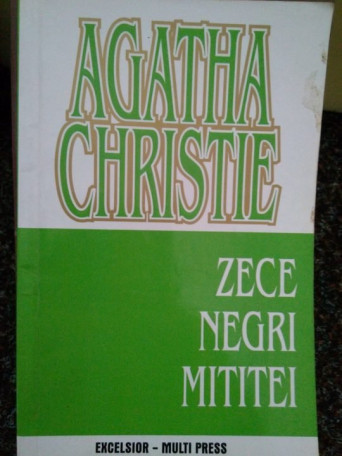 AGATHA
CHRISTIE
ZECE
NEGRI
MITITEI
EXCELSIOR – MULTI PRESS